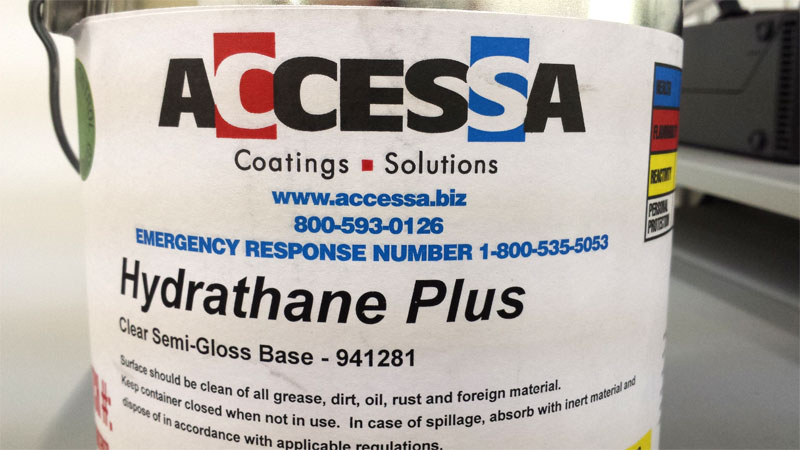 ACCESSA
Coatings ▪ Solutions
www.accessa.biz
800-593-0126
EMERGENCY RESPONSE NUMBER 1-800-535-5053
Hydrathane Plus
Clear Semi-Gloss Base - 941281
Surface should be clean of all grease, dirt, oil, rust and foreign material.
Keep container closed when not in use. In case of spillage, absorb with inert material and
dispose of in accordance with applicable regulations.
HEALTH
FLAMMABILITY
REACTIVITY
PERSONAL
PROTECTION